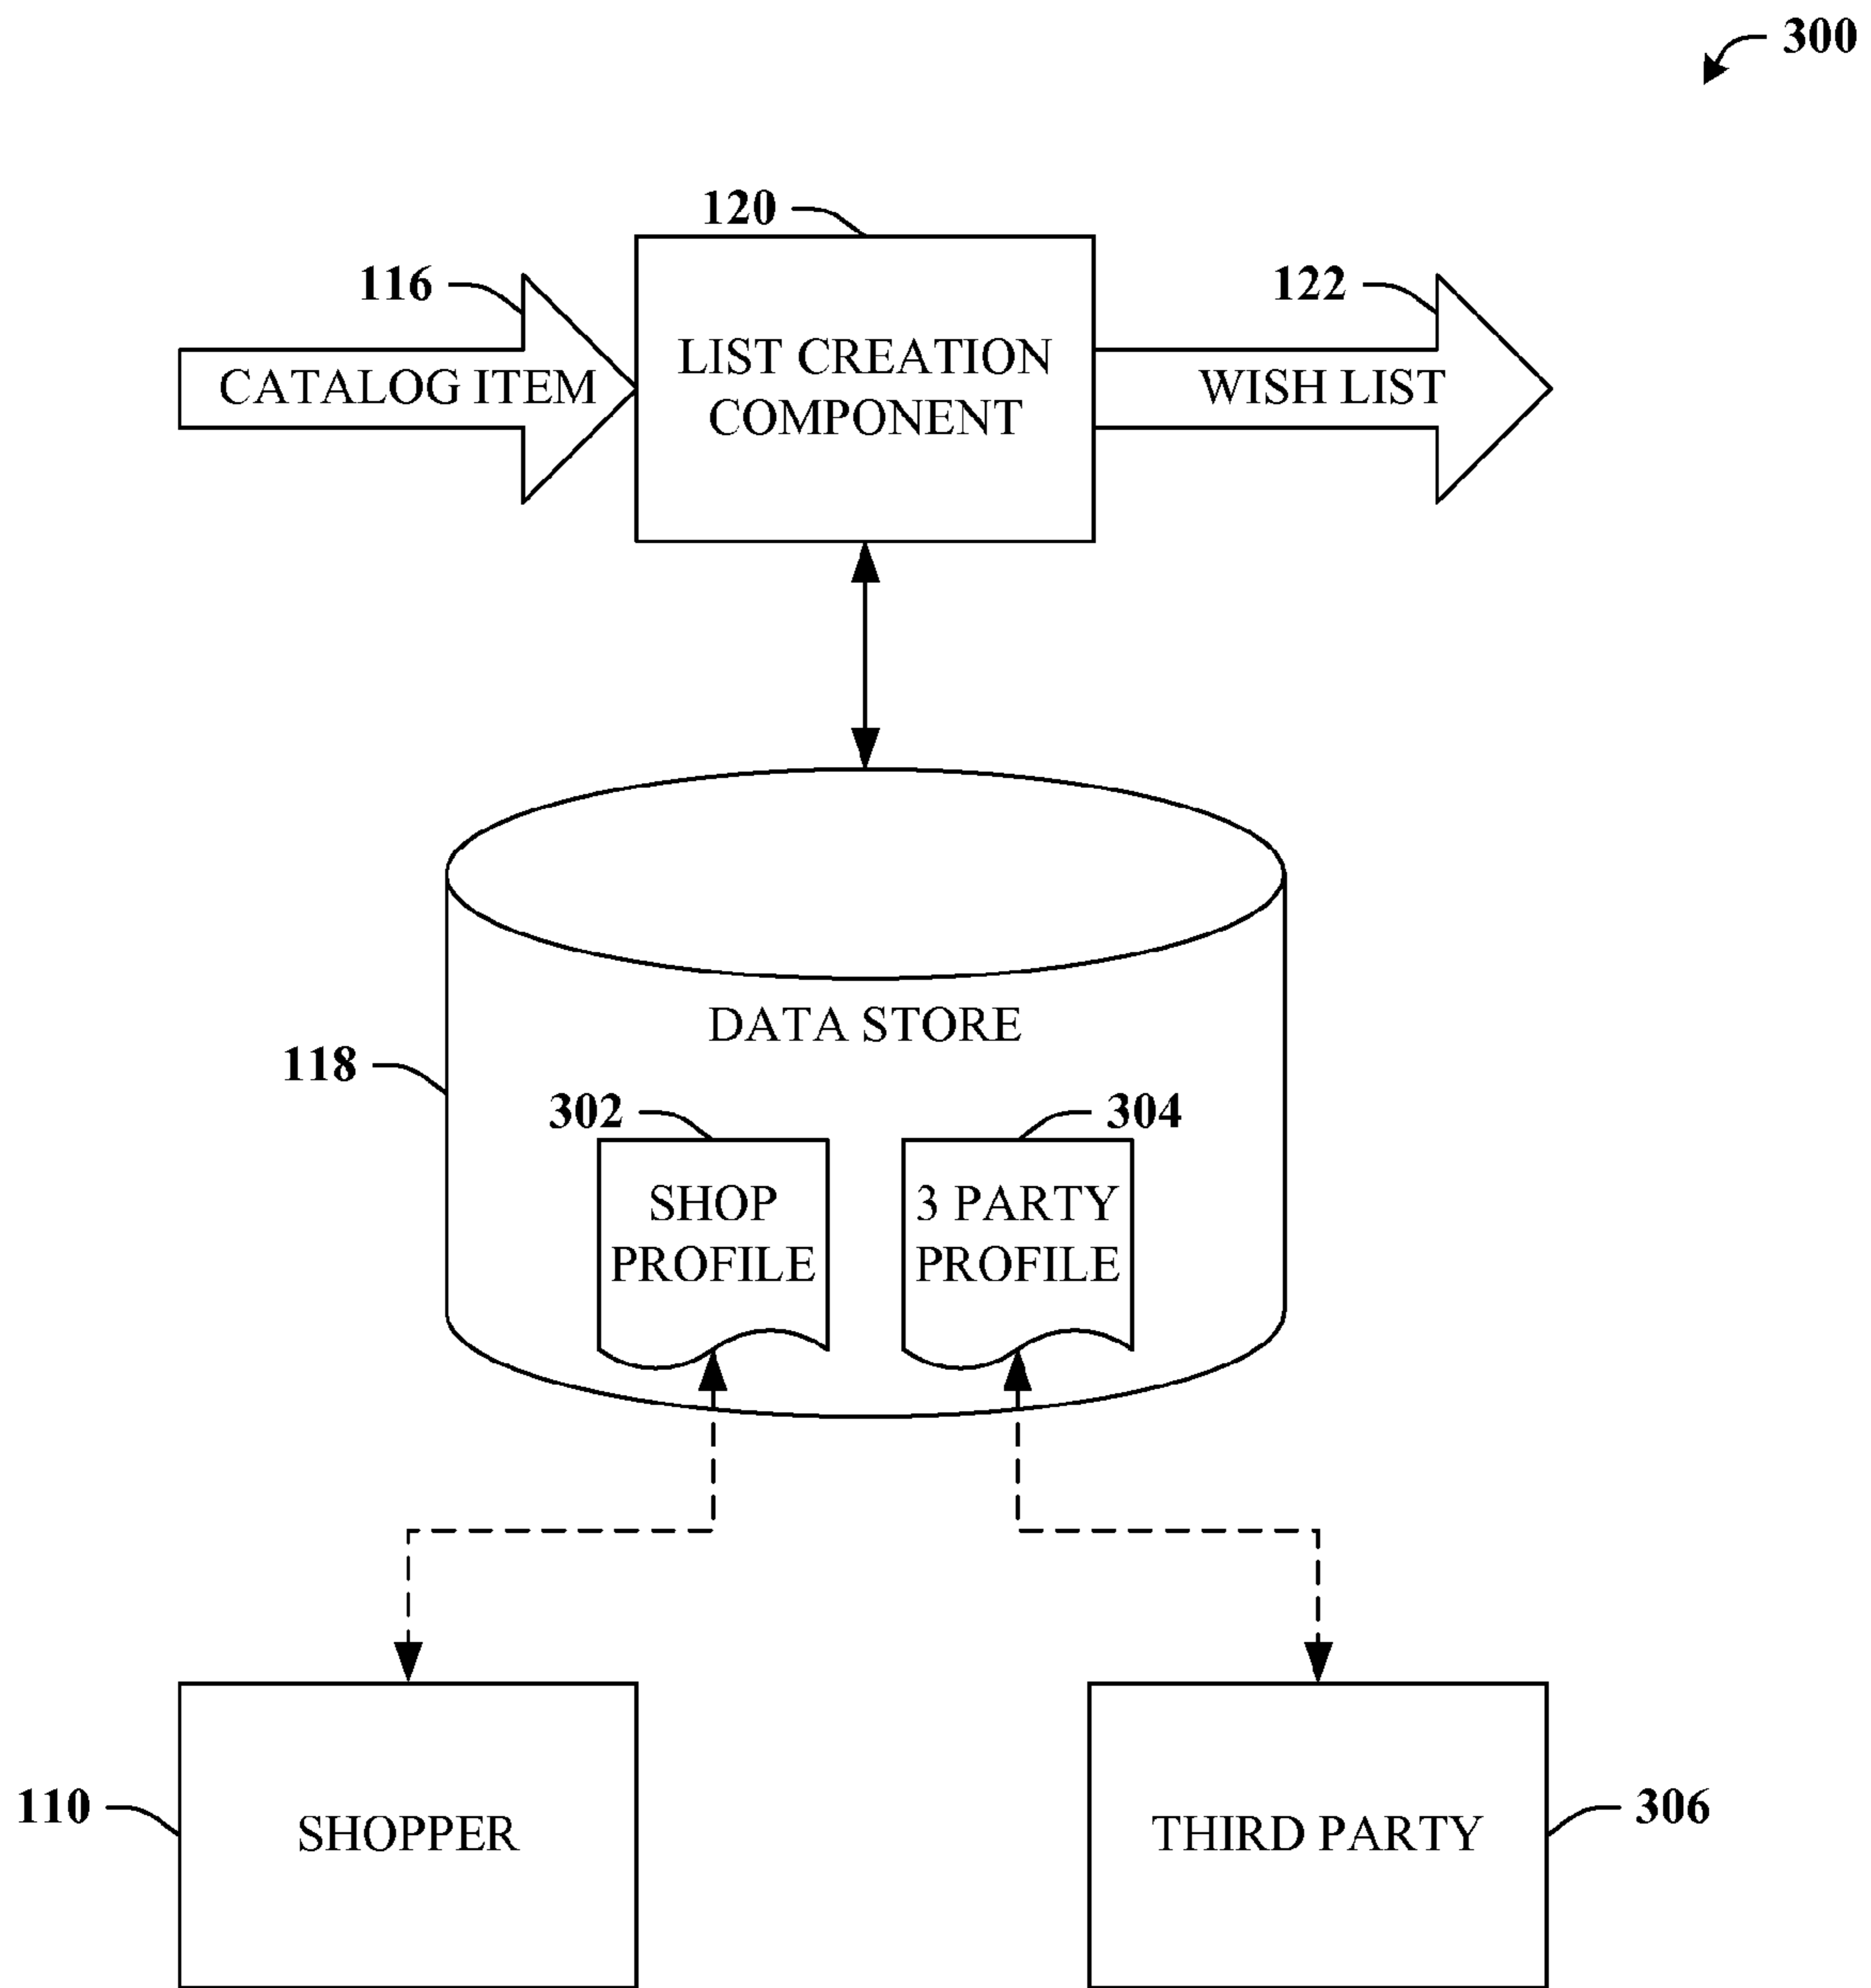 300
120
116
122
LIST CREATION
COMPONENT
CATALOG ITEM
WISH LIST
DATA STORE
118
302
304
SHOP
PROFILE
3 PARTY
PROFILE
110
SHOPPER
THIRD PARTY
306